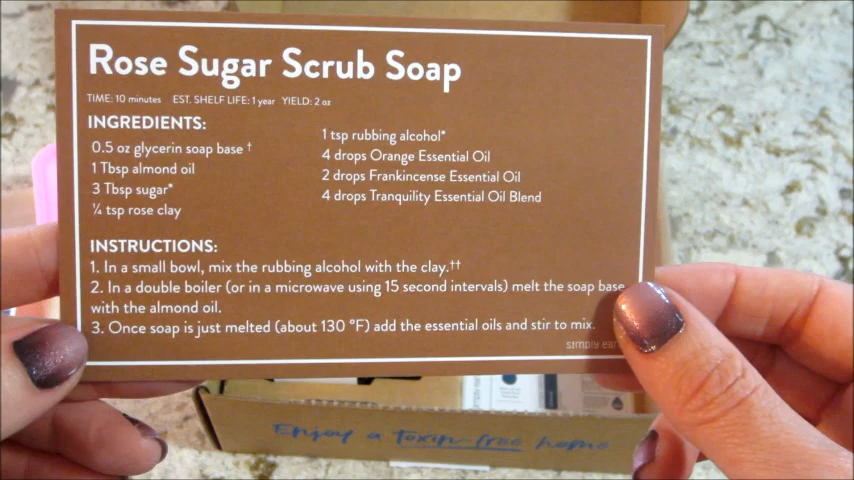 Rose Sugar Scrub Soap
TIME: 10 minutes EST. SHELF LIFE: 1 year YIELD: 2 oz
INGREDIENTS:
0.5 oz glycerin soap base †
1 Tbsp almond oil
3 Tbsp sugar*
¼ tsp rose clay
1 tsp rubbing alcohol*
4 drops Orange Essential Oil
2 drops Frankincense Essential Oil
4 drops Tranquility Essential Oil Blend
INSTRUCTIONS:
1. In a small bowl, mix the rubbing alcohol with the clay.††
2. In a double boiler (or in a microwave using 15 second intervals) melt the soap base
with the almond oil.
3. Once soap is just melted (about 130 °F) add the essential oils and stir to mix.
simply
Enjoy a toxin-free home